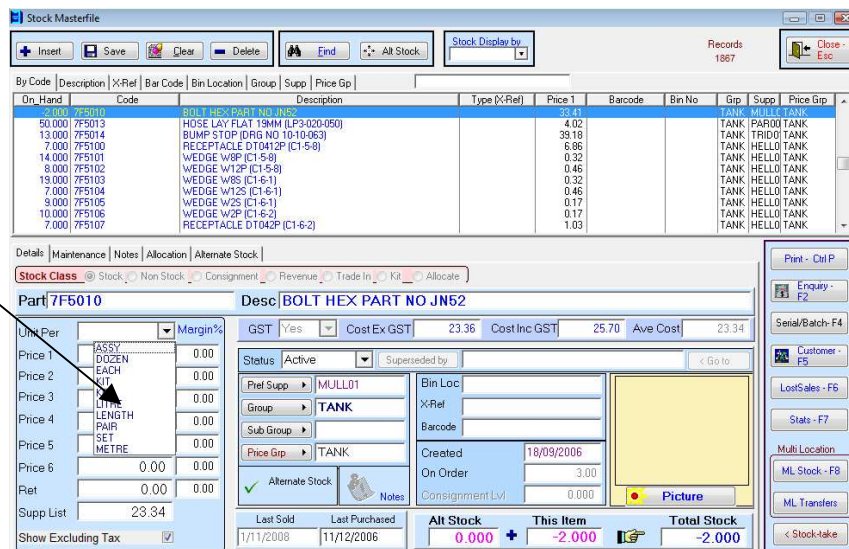 Stock Masterfile
Insert Save Clear Delete Find Alt Stock Stock Display by Records 1867 Close - Esc
By Code Description X-Ref Bar Code Bin Location Group Supp Price Gp
On_Hand Code Description Type (X-Ref) Price 1 Barcode Bin No Grp Supp Price Grp
2.000 7F5010 BOLT HEX PART NO JN52 33.41 TANK MULLO TANK
50.000 7F5013 HOSE LAY FLAT 19MM (LP3-020-050) 4.02 TANK PAR00 TANK
13.000 7F5014 BUMP STOP (DRG NO 10-10-063) 39.18 TANK TRIDO TANK
7.000 7F5100 RECEPTACLE DT0412P (C1-5-8) 6.86 TANK HELLO TANK
14.000 7F5101 WEDGE W8P (C1-5-8) 0.32 TANK HELLO TANK
8.000 7F5102 WEDGE W12P (C1-5-8) 0.46 TANK HELLO TANK
19.000 7F5103 WEDGE W8S (C1-6-1) 0.32 TANK HELLO TANK
7.000 7F5104 WEDGE W12S (C1-6-1) 0.46 TANK HELLO TANK
9.000 7F5105 WEDGE W2S (C1-6-1) 0.17 TANK HELLO TANK
10.000 7F5106 WEDGE W2P (C1-6-2) 0.17 TANK HELLO TANK
7.000 7F5107 RECEPTACLE DT042P (C1-6-2) 1.03 TANK HELLO TANK
Details Maintenance Notes Allocation Alternate Stock
Stock Class Stock Non Stock Consignment Revenue Trade In Kit Allocate
Part 7F5010 Desc BOLT HEX PART NO JN52
Unit Per Margin% GST Yes Cost Ex GST 23.36 Cost Inc GST 25.70 Ave Cost 23.34
ASSY
DOZEN
EACH
KIT
LITRE
LENGTH
PAIR
SET
METRE
Price 1 0.00
Price 2 0.00
Price 3 0.00
Price 4 0.00
Price 5 0.00
Price 6 0.00 0.00
Ret 0.00 0.00
Supp List 23.34
Show Excluding Tax
Status Active Superseded by < Go to
Pref Supp MULL01 Bin Loc
Group TANK X-Ref
Sub Group Barcode
Price Grp TANK Created 18/09/2006
Alternate Stock Notes On Order 3.00
Consignment Lvl 0.000 Picture
Last Sold Last Purchased Alt Stock This Item Total Stock
1/11/2008 11/12/2006 0.000 + -2.000 -2.000
Print - Ctrl P
Enquiry - F2
Serial/Batch- F4
Customer - F5
LostSales - F6
Stats - F7
Multi Location
ML Stock - F8
ML Transfers
< Stock-take